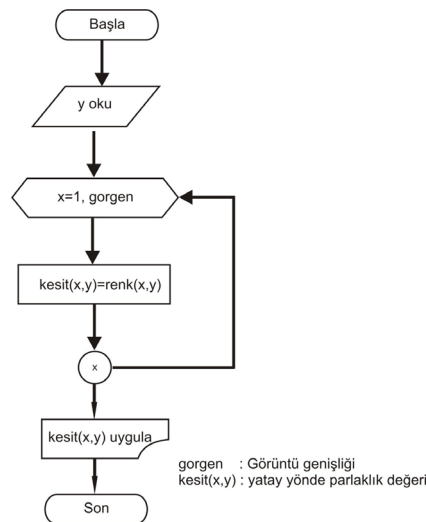 Başla
y oku
x=1, gorgen
kesit(x,y)=renk(x,y)
x
kesit(x,y) uygula
Son
gorgen : Görüntü genişliği
kesit(x,y) : yatay yönde parlaklık değeri